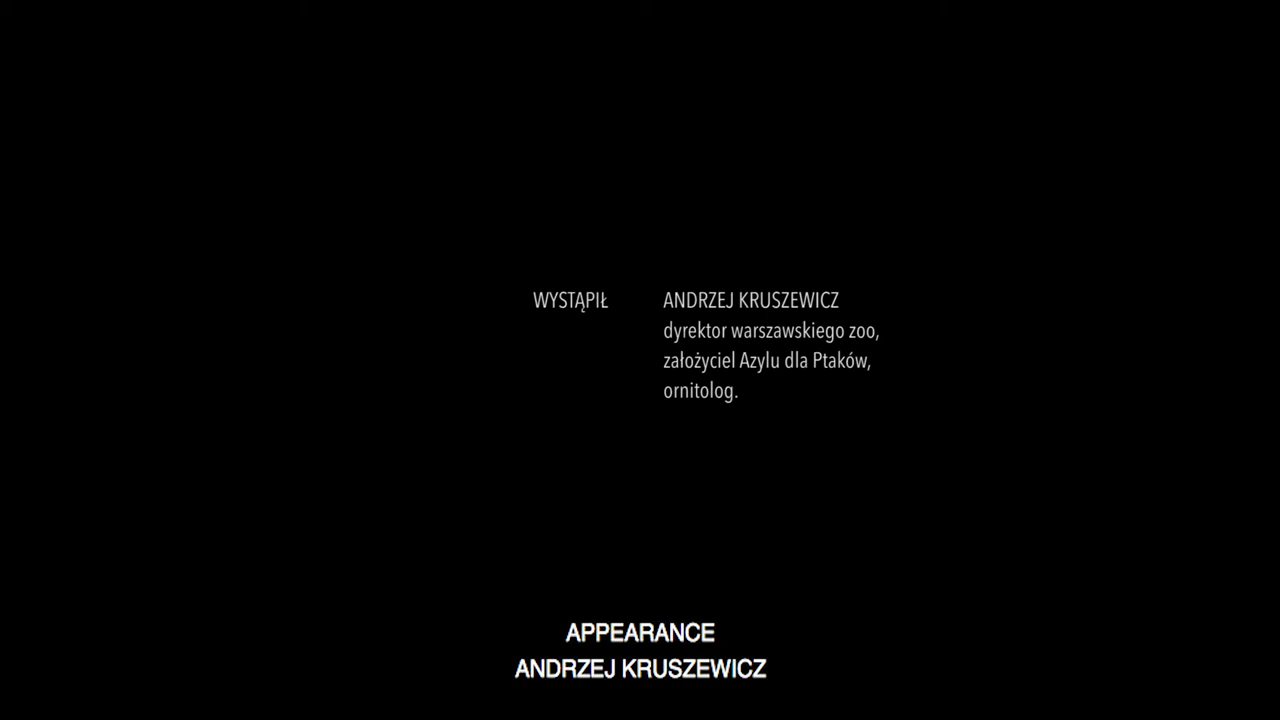 WYSTĄPIŁ ANDRZEJ KRUSZEWICZ
dyrektor warszawskiego zoo,
założyciel Azylu dla Ptaków,
ornitolog.
APPEARANCE
ANDRZEJ KRUSZEWICZ